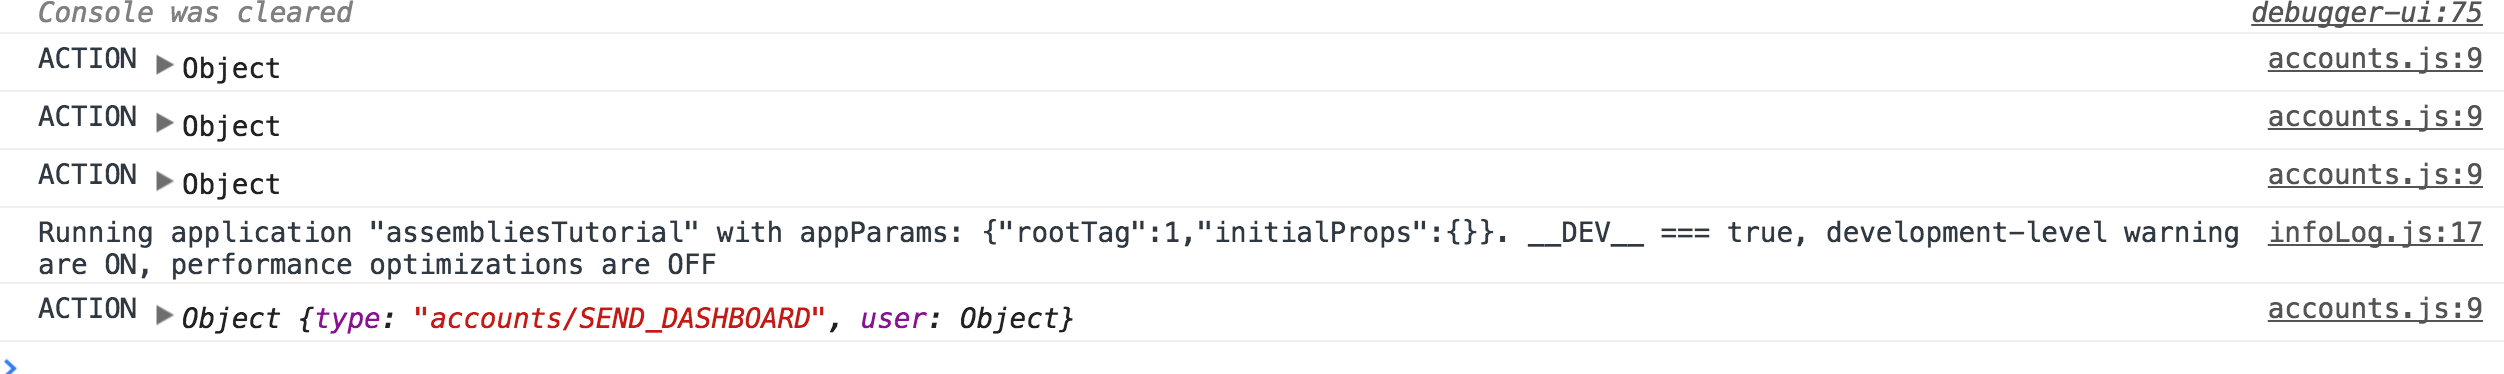 Console was cleared debugger-ui:75
ACTION ▶Object accounts.js:9
ACTION ▶Object accounts.js:9
ACTION ▶Object accounts.js:9
Running application "assembliesTutorial" with appParams: {"rootTag":1,"initialProps":{}}. __DEV__ === true, development-level warning infoLog.js:17
are ON, performance optimizations are OFF
ACTION ▶Object {type: "accounts/SEND_DASHBOARD", user: Object} accounts.js:9